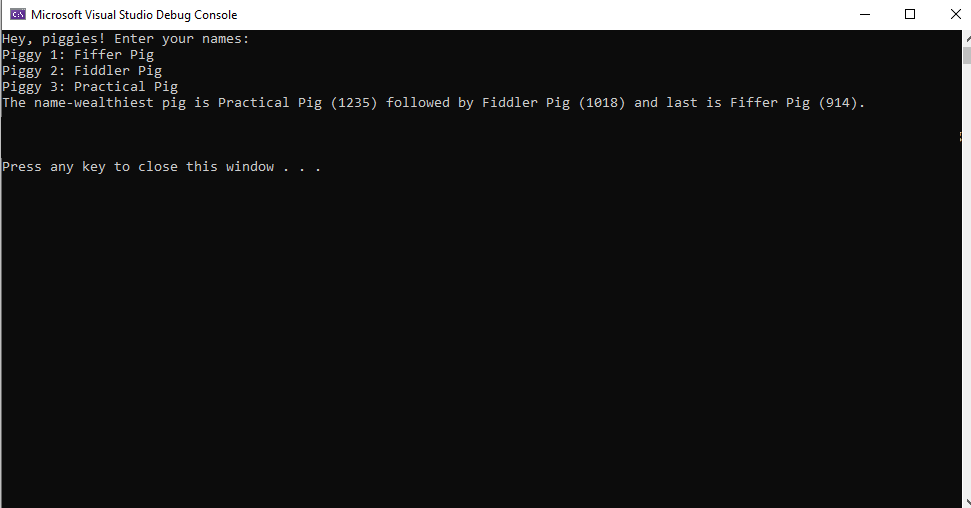 C:\ Microsoft Visual Studio Debug Console
Hey, piggies! Enter your names:
Piggy 1: Fiffer Pig
Piggy 2: Fiddler Pig
Piggy 3: Practical Pig
The name-wealthiest pig is Practical Pig (1235) followed by Fiddler Pig (1018) and last is Fiffer Pig (914).
Press any key to close this window . . .